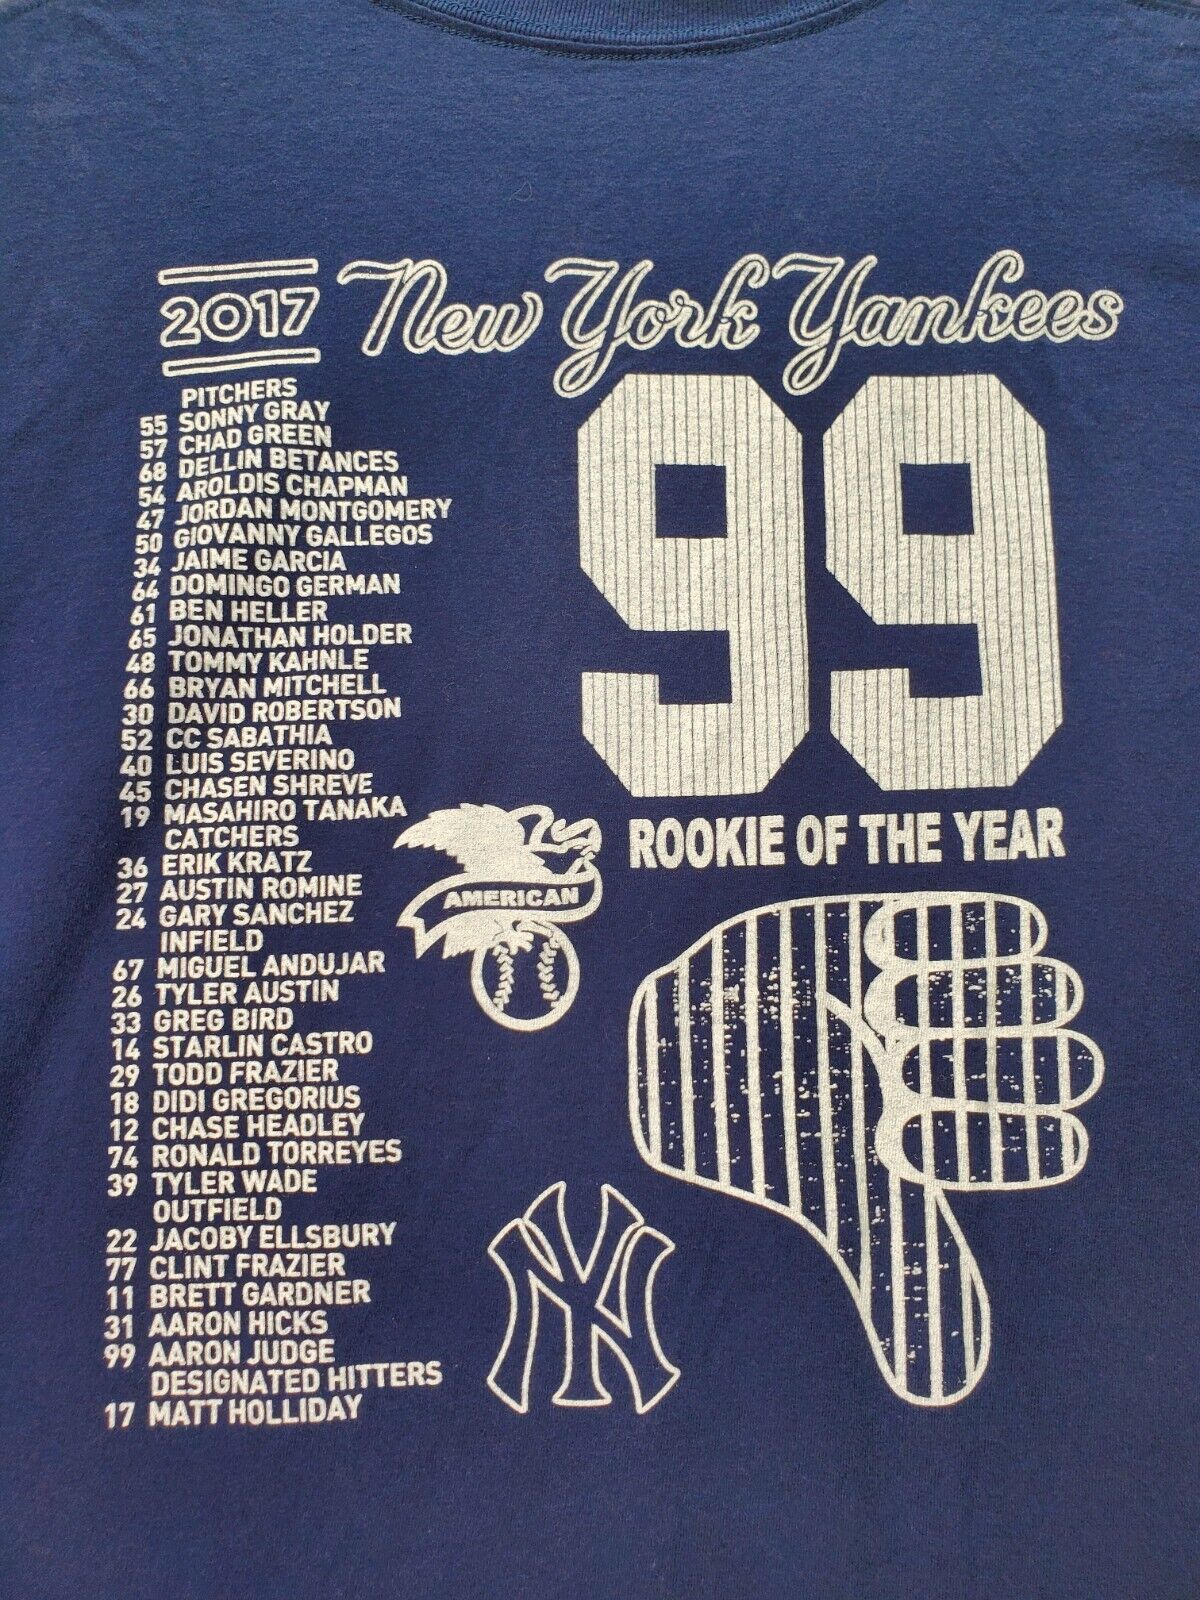 2017 New York Yankees
PITCHERS
55 SONNY GRAY
57 CHAD GREEN
68 DELLIN BETANCES
54 AROLDIS CHAPMAN
47 JORDAN MONTGOMERY
50 GIOVANNY GALLEGOS
34 JAIME GARCIA
64 DOMINGO GERMAN
61 BEN HELLER
65 JONATHAN HOLDER
48 TOMMY KAHNLE
66 BRYAN MITCHELL
30 DAVID ROBERTSON
52 CC SABATHIA
40 LUIS SEVERINO
45 CHASEN SHREVE
19 MASAHIRO TANAKA
CATCHERS
36 ERIK KRATZ
27 AUSTIN ROMINE
24 GARY SANCHEZ
INFIELD
67 MIGUEL ANDUJAR
26 TYLER AUSTIN
33 GREG BIRD
14 STARLIN CASTRO
29 TODD FRAZIER
18 DIDI GREGORIUS
12 CHASE HEADLEY
74 RONALD TORREYES
39 TYLER WADE
OUTFIELD
22 JACOBY ELLSBURY
77 CLINT FRAZIER
11 BRETT GARDNER
31 AARON HICKS
99 AARON JUDGE
DESIGNATED HITTERS
17 MATT HOLLIDAY
99
ROOKIE OF THE YEAR
AMERICAN
NY